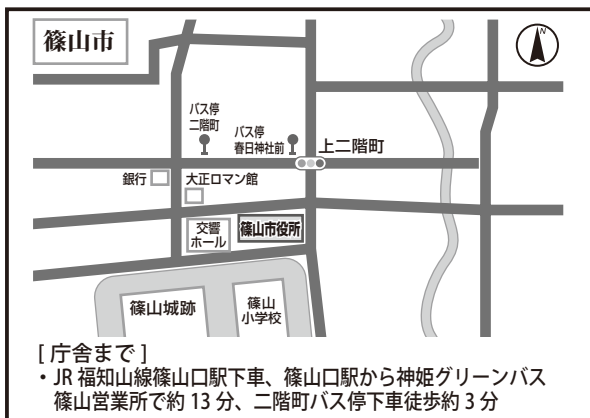 篠山市
N
バス停
二階町
バス停
春日神社前
上二階町
銀行
大正ロマン館
交響
ホール
篠山市役所
篠山城跡
篠山
小学校
[ 庁舎まで ]
・JR 福知山線篠山口駅下車、篠山口駅から神姫グリーンバス
篠山営業所で約 13 分、二階町バス停下車徒歩約 3 分